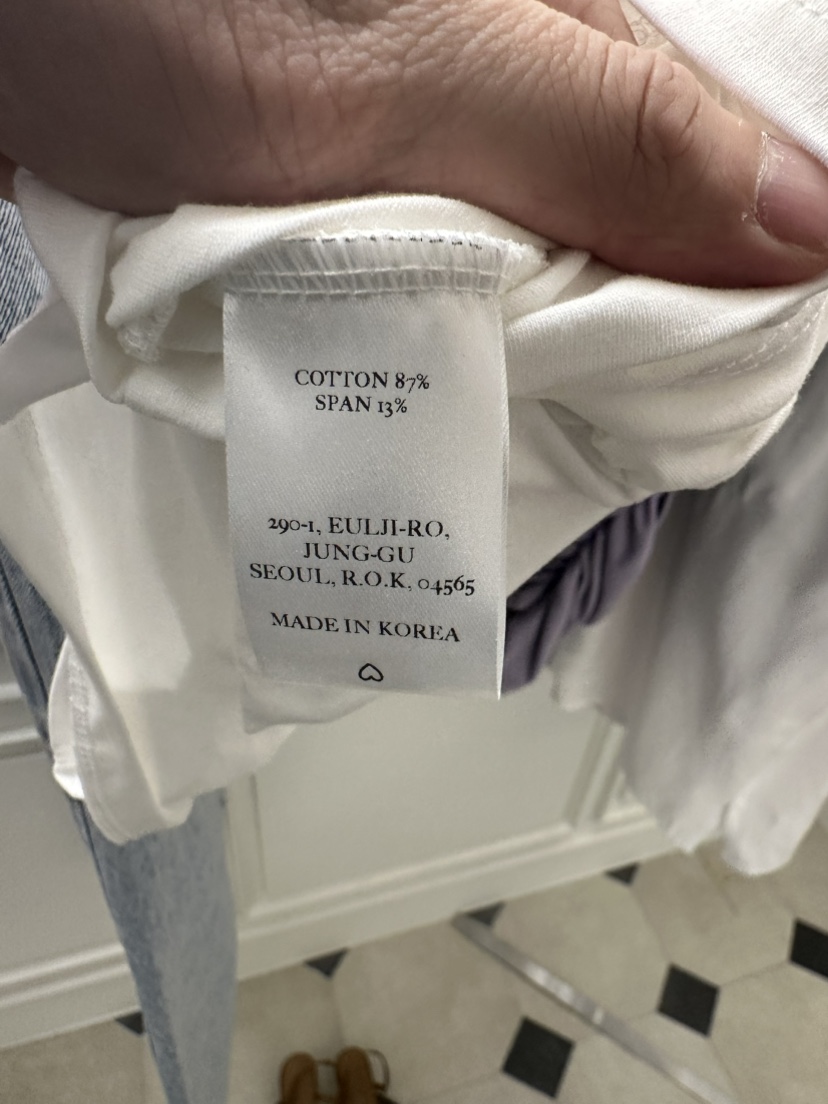 COTTON 87%
SPAN 13%
290-1, EULJI-RO,
JUNG-GU
SEOUL, R.O.K, 04565
MADE IN KOREA